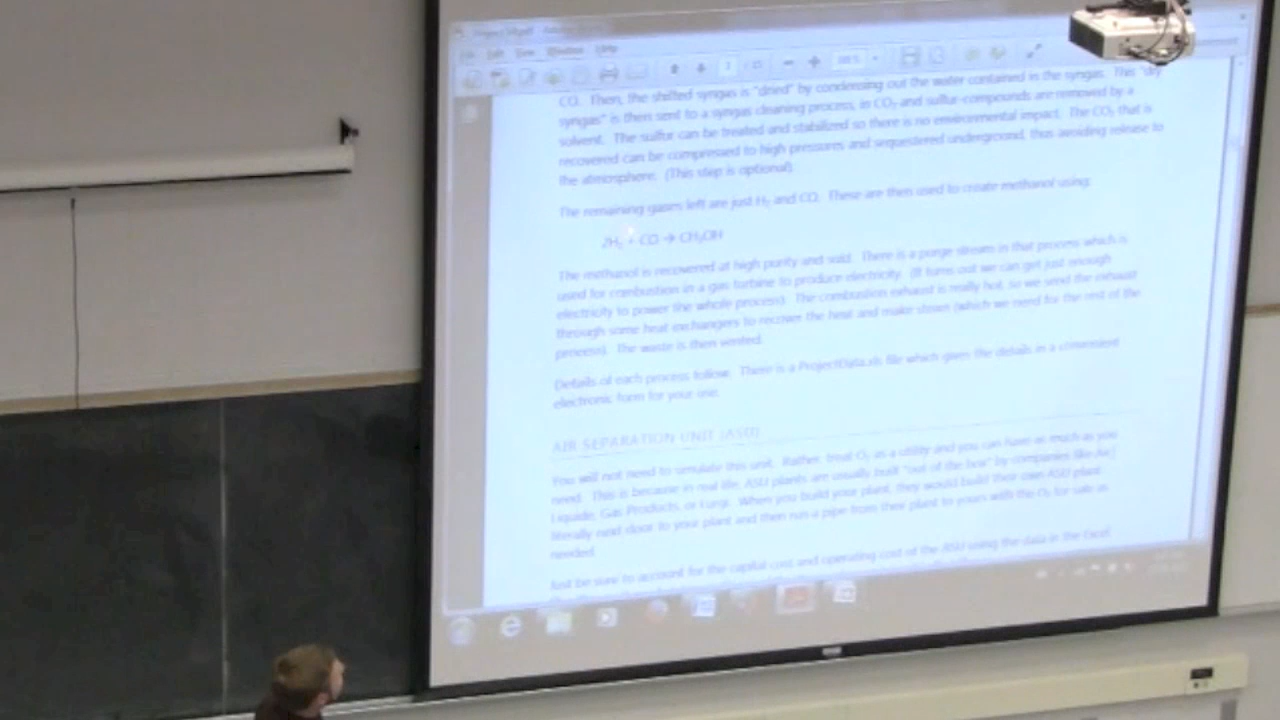 Window Help
CO. Then, the shifted syngas is "dried" by condensing out the water contained in the syngas. This "dry
syngas" is then sent to a syngas cleaning process, in CO₂ and sulfur-compounds are removed by a
solvent. The sulfur can be treated and stabilized so there is no environmental impact. The CO₂ that is
recovered can be compressed to high pressures and sequestered underground, thus avoiding release to
the atmosphere. (This step is optional)
The remaining gases left are just H₂ and CO. These are then used to create methanol using:
2H₂ + CO → CH₃OH
The methanol is recovered at high purity and sold. There is a purge stream in that process which is
used for combustion in a gas turbine to produce electricity. (It turns out we can get just enough
electricity to power the whole process). The combustion exhaust is really hot, so we send the exhaust
through some heat exchangers to recover the heat and make steam (which we need for the rest of the
process). The waste is then vented.
Details of each process follow. There is a ProjectData.xls file which gives the details in a convenient
electronic form for your use.
AIR SEPARATION UNIT (ASU)
You will not need to simulate this unit. Rather, treat O₂ as a utility and you can have as much as you
need. This is because in real life, ASU plants are usually built "out of the box" by companies like Air
Liquide, Gas Products, or Lurgi. When you build your plant, they would build their own ASU plant
literally next door to your plant and then run a pipe from their plant to yours with the O₂ for sale as
needed.
Just be sure to account for the capital cost and operating cost of the ASU using the data in the Excel